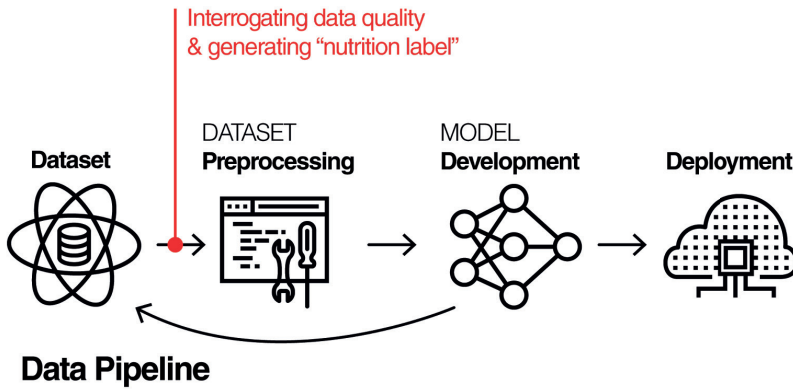 Interrogating data quality
& generating “nutrition label”
Dataset
DATASET
Preprocessing
MODEL
Development
Deployment
Data Pipeline